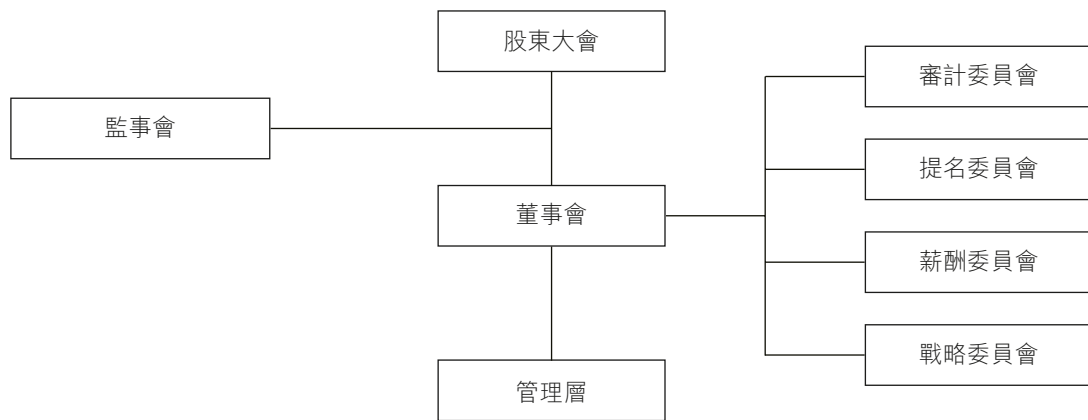 股東大會
審計委員會
監事會
提名委員會
董事會
薪酬委員會
戰略委員會
管理層